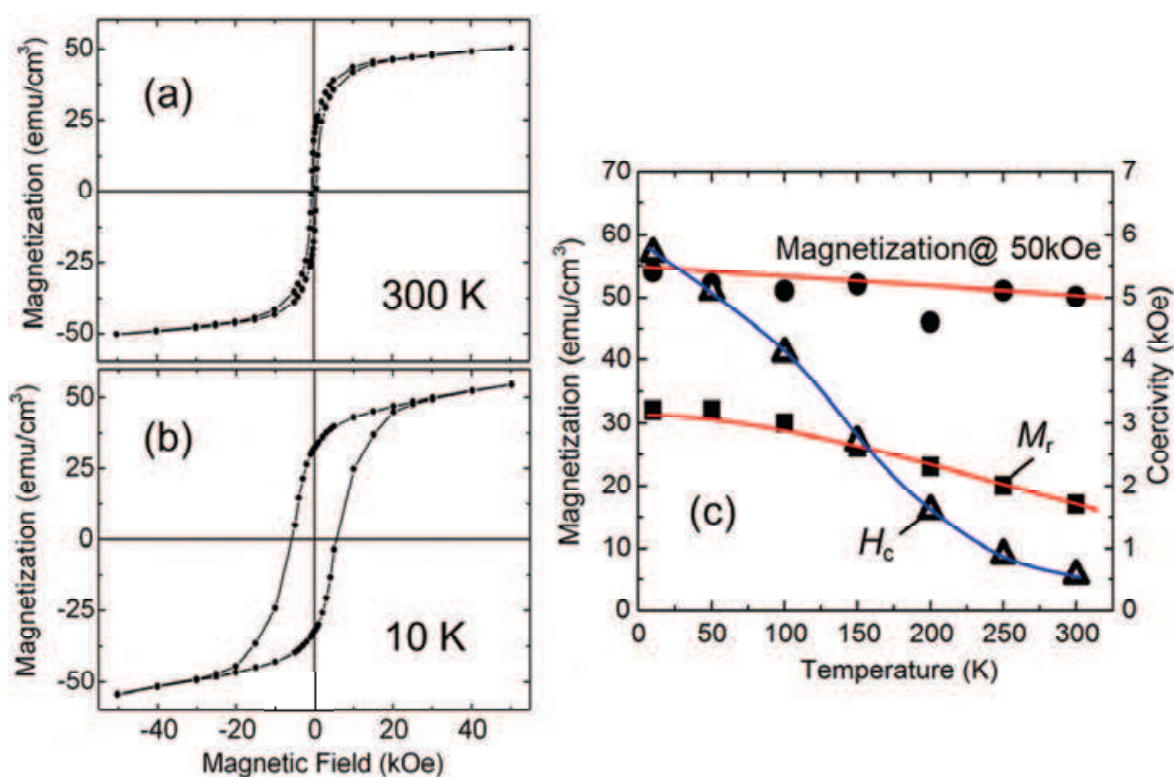 (a)
Magnetization (emu/cm³)
50
25
0
-25
-50
300 K
(b)
Magnetization (emu/cm³)
50
25
0
-25
-50
10 K
-40 -20 0 20 40
Magnetic Field (kOe)
Magnetization (emu/cm³)
70
60
50
40
30
20
10
0
Magnetization@ 50kOe
Mr
Hc
(c)
7
6
5
4
3
2
1
0
Coercivity (kOe)
0 50 100 150 200 250 300
Temperature (K)